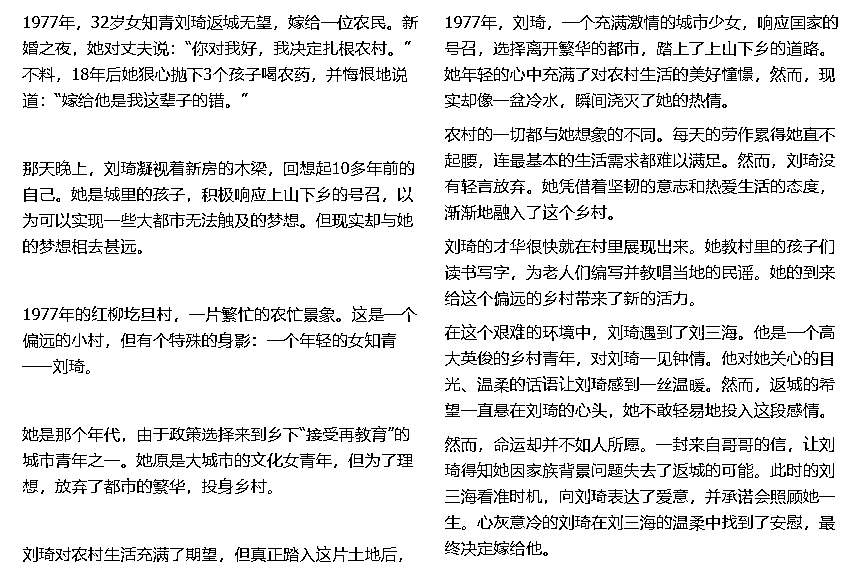 1977年，32岁女知青刘琦返城无望，嫁给一位农民。新
婚之夜，她对丈夫说：“你对我好，我决定扎根农村。”
不料，18年后她狠心抛下3个孩子喝农药，并悔恨地说
道：“嫁给他是我这辈子的错。”
那天晚上，刘琦凝视着新房的木梁，回想起10多年前的
自己。她是城里的孩子，积极响应上山下乡的号召，以
为可以实现一些大都市无法触及的梦想。但现实却与她
的梦想相去甚远。
1977年的红柳圪旦村，一片繁忙的农忙景象。这是一个
偏远的小村，但有个特殊的身影：一个年轻的女知青
——刘琦。
她是那个年代，由于政策选择来到乡下“接受再教育”的
城市青年之一。她原是大城市的文化女青年，但为了理
想，放弃了都市的繁华，投身乡村。
刘琦对农村生活充满了期望，但真正踏入这片土地后，
1977年，刘琦，一个充满激情的城市少女，响应国家的
号召，选择离开繁华的都市，踏上了上山下乡的道路。
她年轻的心中充满了对农村生活的美好憧憬，然而，现
实却像一盆冷水，瞬间浇灭了她的热情。
农村的一切都与她想象的不同。每天的劳作累得她直不
起腰，连最基本的生活需求都难以满足。然而，刘琦没
有轻言放弃。她凭借着坚韧的意志和热爱生活的态度，
渐渐地融入了这个乡村。
刘琦的才华很快就在村里展现出来。她教村里的孩子们
读书写字，为老人们编写并教唱当地的民谣。她的到来
给这个偏远的乡村带来了新的活力。
在这个艰难的环境中，刘琦遇到了刘三海。他是一个高
大英俊的乡村青年，对刘琦一见钟情。他对她关心的目
光、温柔的话语让刘琦感到一丝温暖。然而，返城的希
望一直悬在刘琦的心头，她不敢轻易地投入这段感情。
然而，命运却并不如人所愿。一封来自哥哥的信，让刘
琦得知她因家族背景问题失去了返城的可能。此时的刘
三海看准时机，向刘琦表达了爱意，并承诺会照顾她一
生。心灰意冷的刘琦在刘三海的温柔中找到了安慰，最
终决定嫁给他。